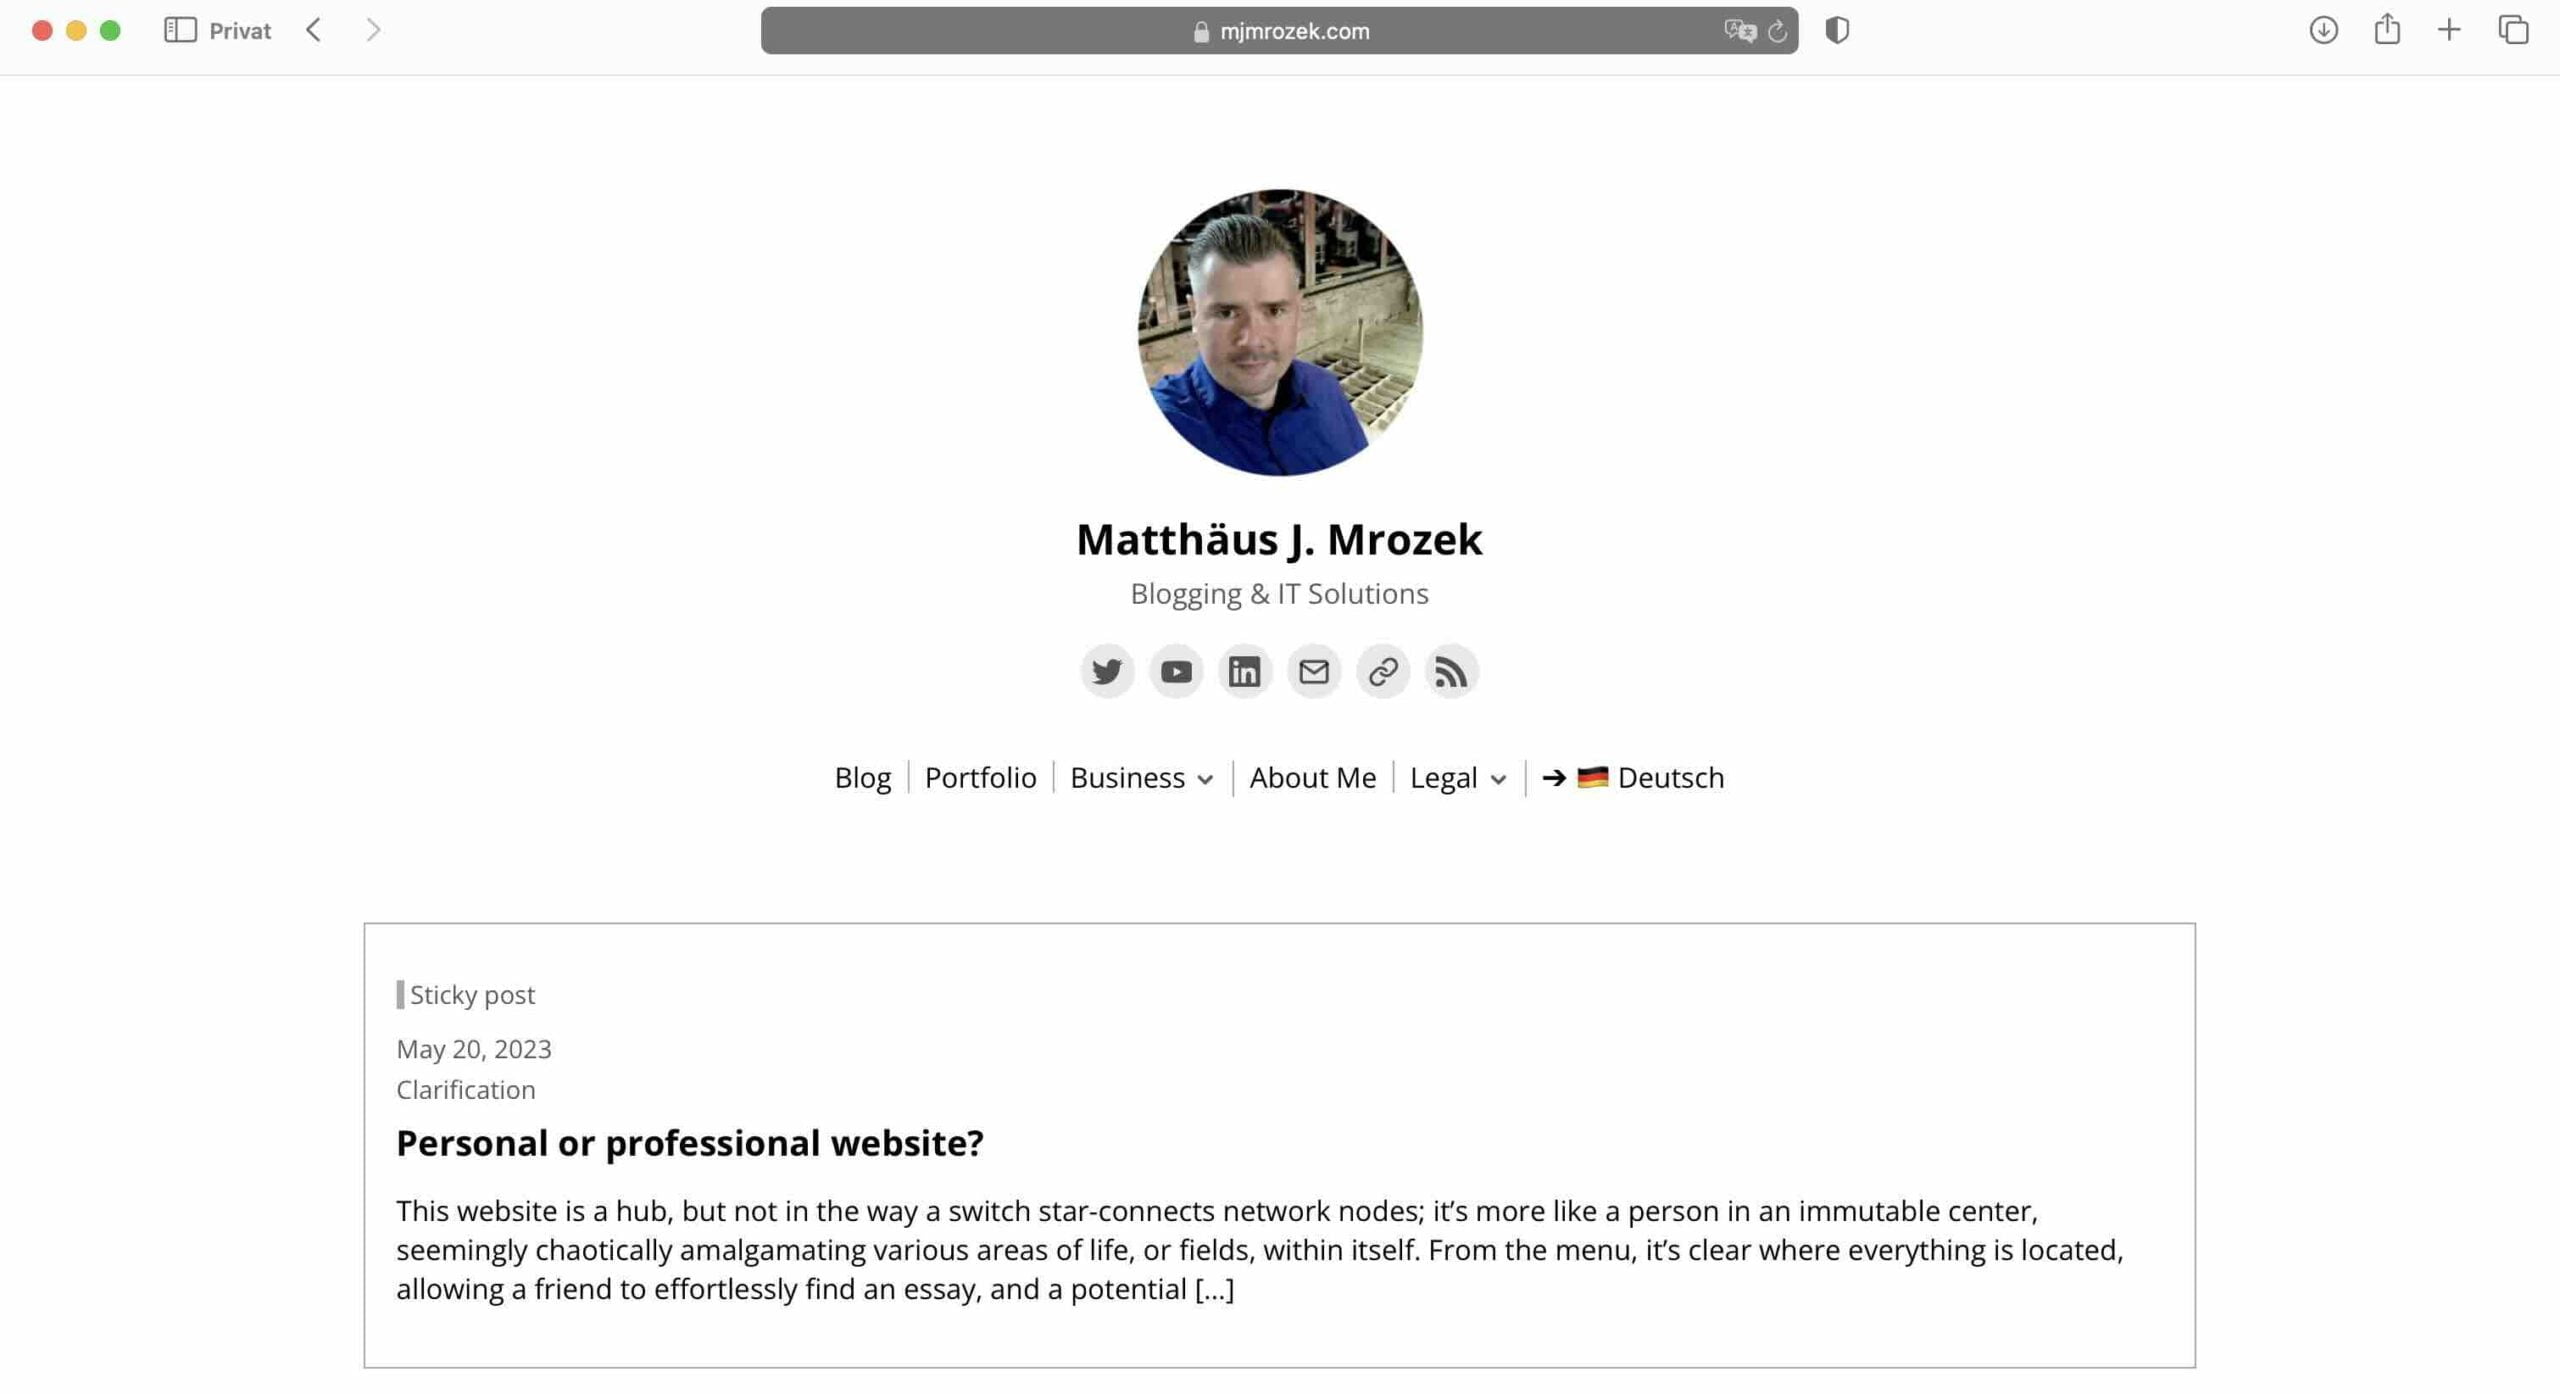 Privat
mjmrozek.com
Matthäus J. Mrozek
Blogging & IT Solutions
Blog
Portfolio
Business
About Me
Legal
➔ 🇩🇪 Deutsch
Sticky post
May 20, 2023
Clarification
Personal or professional website?
This website is a hub, but not in the way a switch star-connects network nodes; it’s more like a person in an immutable center,
seemingly chaotically amalgamating various areas of life, or fields, within itself. From the menu, it’s clear where everything is located,
allowing a friend to effortlessly find an essay, and a potential […]